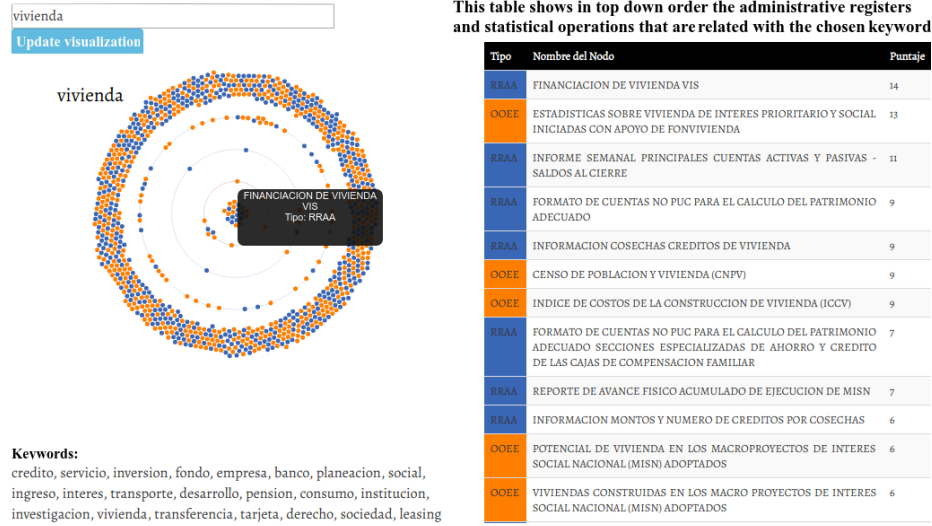 vivienda
Update visualization
vivienda
FINANCIACION DE VIVIENDA
VIS
Tipo: RRAA
Keywords:
credito, servicio, inversion, fondo, empresa, banco, planeacion, social,
ingreso, interes, transporte, desarrollo, pension, consumo, institucion,
investigacion, vivienda, transferencia, tarjeta, derecho, sociedad, leasing
This table shows in top down order the administrative registers
and statistical operations that are related with the chosen keyword
Tipo Nombre del Nodo Puntaje
RRAA FINANCIACION DE VIVIENDA VIS 14
OOEE ESTADISTICAS SOBRE VIVIENDA DE INTERES PRIORITARIO Y SOCIAL 13
INICIADAS CON APOYO DE FONVIVIENDA
RRAA INFORME SEMANAL PRINCIPALES CUENTAS ACTIVAS Y PASIVAS - 11
SALDOS AL CIERRE
RRAA FORMATO DE CUENTAS NO PUC PARA EL CALCULO DEL PATRIMONIO 9
ADECUADO
RRAA INFORMACION COSECHAS CREDITOS DE VIVIENDA 9
OOEE CENSO DE POBLACION Y VIVIENDA (CNPV) 9
OOEE INDICE DE COSTOS DE LA CONSTRUCCION DE VIVIENDA (ICCV) 9
RRAA FORMATO DE CUENTAS NO PUC PARA EL CALCULO DEL PATRIMONIO 7
ADECUADO SECCIONES ESPECIALIZADAS DE AHORRO Y CREDITO
DE LAS CAJAS DE COMPENSACION FAMILIAR
RRAA REPORTE DE AVANCE FISICO ACUMULADO DE EJECUCION DE MISN 7
RRAA INFORMACION MONTOS Y NUMERO DE CREDITOS POR COSECHAS 6
OOEE POTENCIAL DE VIVIENDA EN LOS MACROPROYECTOS DE INTERES 6
SOCIAL NACIONAL (MISN) ADOPTADOS
OOEE VIVIENDAS CONSTRUIDAS EN LOS MACRO PROYECTOS DE INTERES 6
SOCIAL NACIONAL (MISN) ADOPTADOS